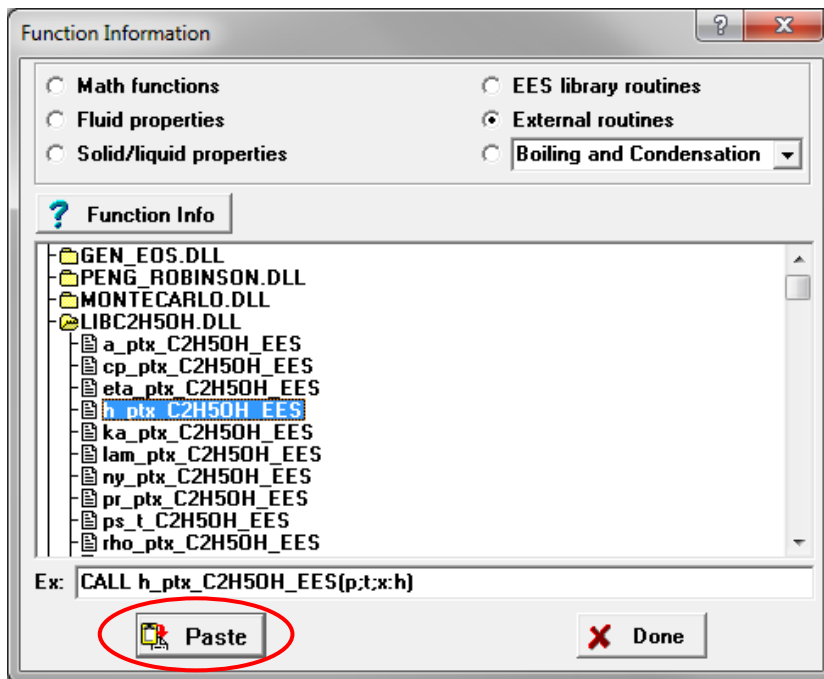 Function Information
?
X
Math functions
EES library routines
Fluid properties
External routines
Solid/liquid properties
Boiling and Condensation
? Function Info
GEN_EOS.DLL
PENG_ROBINSON.DLL
MONTECARLO.DLL
LIBC2H5OH.DLL
a_ptx_C2H5OH_EES
cp_ptx_C2H5OH_EES
eta_ptx_C2H5OH_EES
h_ptx_C2H5OH_EES
ka_ptx_C2H5OH_EES
lam_ptx_C2H5OH_EES
ny_ptx_C2H5OH_EES
pr_ptx_C2H5OH_EES
ps_t_C2H5OH_EES
rho_ptx_C2H5OH_EES
Ex: CALL h_ptx_C2H5OH_EES(p;t;x:h)
Paste
Done